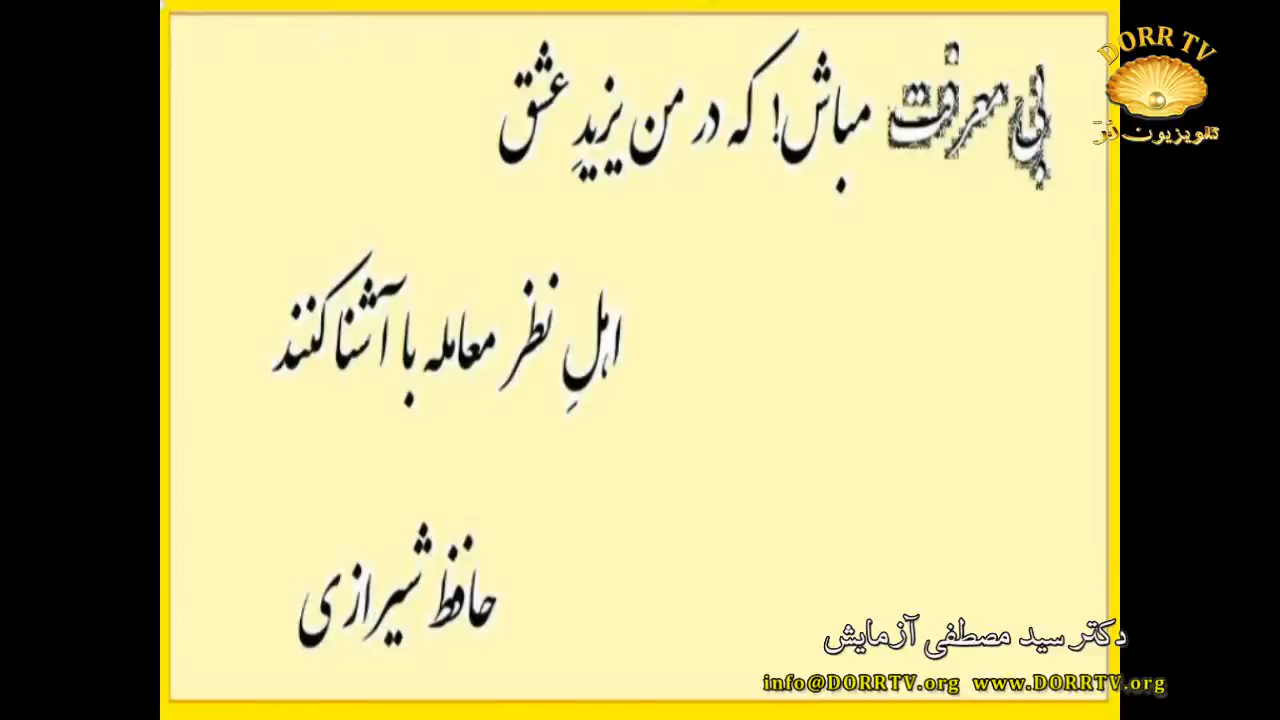 DORR TV
تلویزیون دُرّ
بی معرفت مباش! که در من یزیدِ عشق
اهلِ نظر معامله با آشنا کنند
حافظ شیرازی
دکتر سید مصطفی آزمایش
info@DORRTV.org www.DORRTV.org